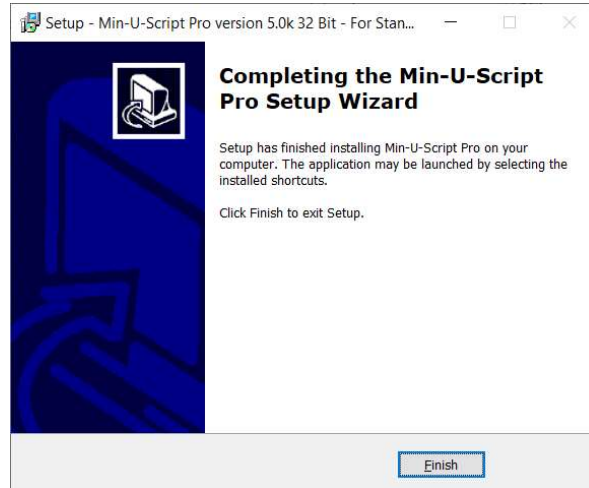 Setup - Min-U-Script Pro version 5.0k 32 Bit - For Stan...
Completing the Min-U-Script
Pro Setup Wizard
Setup has finished installing Min-U-Script Pro on your
computer. The application may be launched by selecting the
installed shortcuts.
Click Finish to exit Setup.
Finish